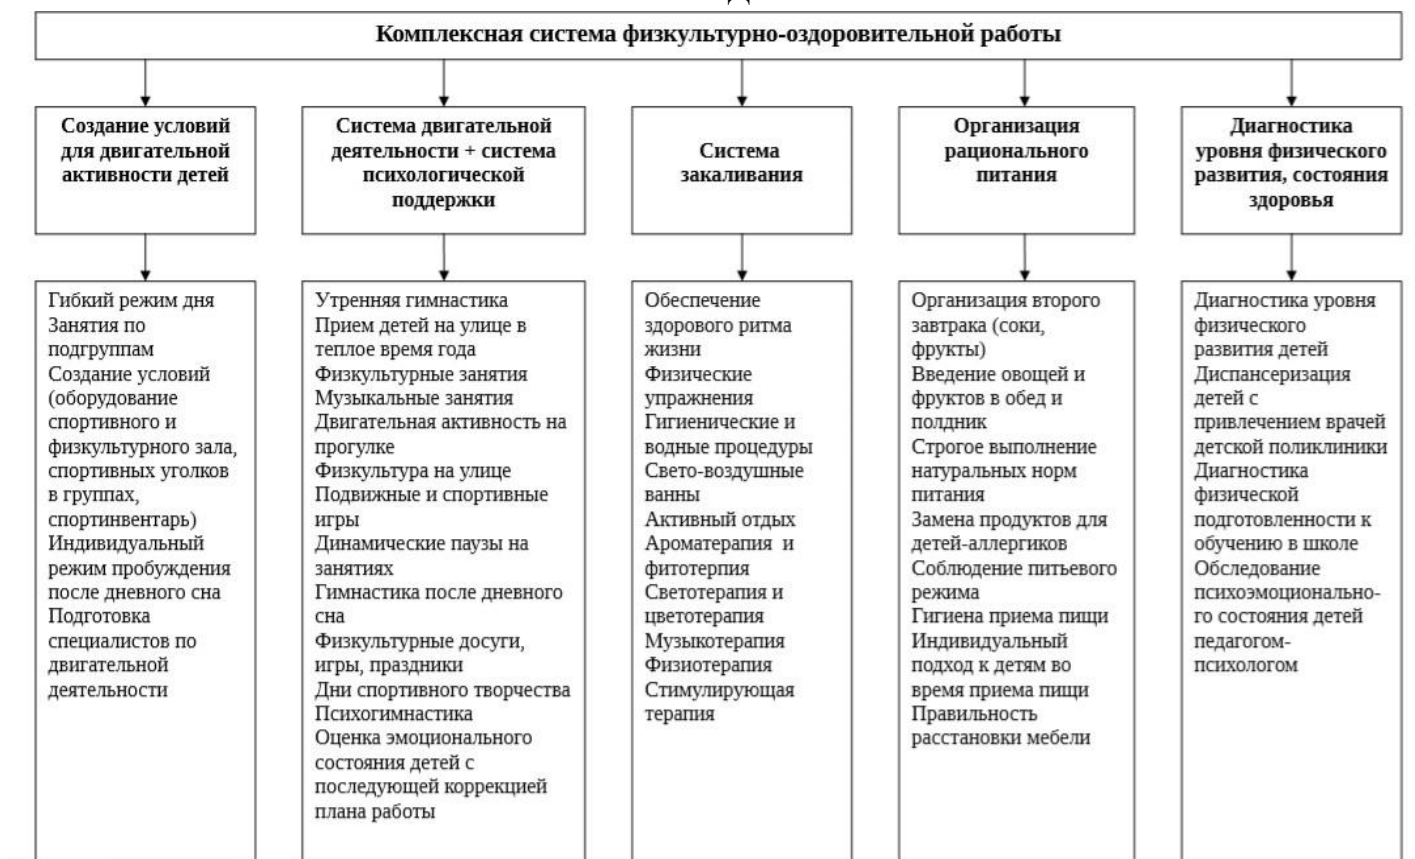 Комплексная система физкультурно-оздоровительной работы
Создание условий
для двигательной
активности детей
Система двигательной
деятельности + система
психологической
поддержки
Система
закаливания
Организация
рационального
питания
Диагностика
уровня физического
развития, состояния
здоровья
Гибкий режим дня
Занятия по
подгруппам
Создание условий
(оборудование
спортивного и
физкультурного зала,
спортивных уголков
в группах,
спортинвентарь)
Индивидуальный
режим пробуждения
после дневного сна
Подготовка
специалистов по
двигательной
деятельности
Утренняя гимнастика
Прием детей на улице в
теплое время года
Физкультурные занятия
Музыкальные занятия
Двигательная активность на
прогулке
Физкультура на улице
Подвижные и спортивные
игры
Динамические паузы на
занятиях
Гимнастика после дневного
сна
Физкультурные досуги,
игры, праздники
Дни спортивного творчества
Психогимнастика
Оценка эмоционального
состояния детей с
последующей коррекцией
плана работы
Обеспечение
здорового ритма
жизни
Физические
упражнения
Гигиенические и
водные процедуры
Свето-воздушные
ванны
Активный отдых
Ароматерапия и
фитотерпия
Светотерапия и
цветотерапия
Музыкотерапия
Физиотерапия
Стимулирующая
терапия
Организация второго
завтрака (соки,
фрукты)
Введение овощей и
фруктов в обед и
полдник
Строгое выполнение
натуральных норм
питания
Замена продуктов для
детей-аллергиков
Соблюдение питьевого
режима
Гигиена приема пищи
Индивидуальный
подход к детям во
время приема пищи
Правильность
расстановки мебели
Диагностика уровня
физического
развития детей
Диспансеризация
детей с
привлечением врачей
детской поликлиники
Диагностика
физической
подготовленности к
обучению в школе
Обследование
психоэмоционально-
го состояния детей
педагогом-
психологом